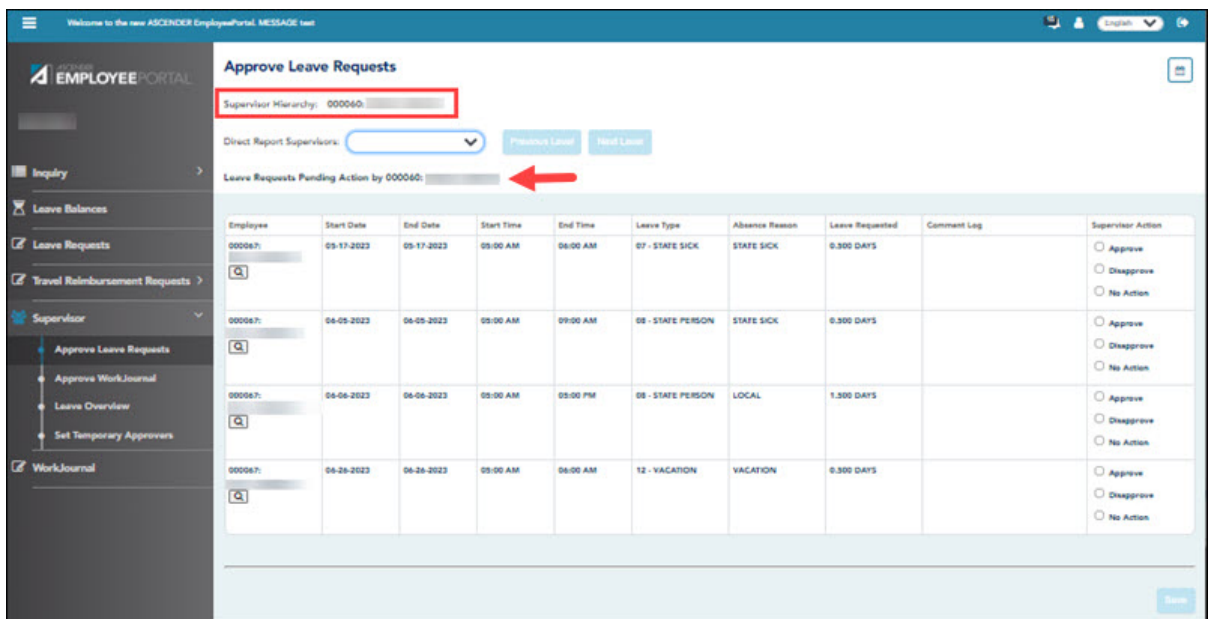 Welcome to the new ASCENDER EmployeePortal. MESSAGE text
English
ASCENDER
EMPLOYEEPORTAL
Inquiry
Leave Balances
Leave Requests
Travel Reimbursement Requests
Supervisor
Approve Leave Requests
Approve WorkJournal
Leave Overview
Set Temporary Approvers
WorkJournal
Approve Leave Requests
Supervisor Hierarchy: 000060:
Direct Report Supervisors:
Previous Level
Next Level
Leave Requests Pending Action by 000060:
Employee Start Date End Date Start Time End Time Leave Type Absence Reason Leave Requested Comment Log Supervisor Action
000067: 05-17-2023 05-17-2023 05:00 AM 06:00 AM 07 - STATE SICK STATE SICK 0.500 DAYS
Approve
Disapprove
No Action
000067: 06-05-2023 06-05-2023 05:00 AM 09:00 AM 08 - STATE PERSON STATE SICK 0.500 DAYS
Approve
Disapprove
No Action
000067: 06-06-2023 06-06-2023 05:00 AM 05:00 PM 08 - STATE PERSON LOCAL 1.500 DAYS
Approve
Disapprove
No Action
000067: 06-26-2023 06-26-2023 05:00 AM 06:00 AM 12 - VACATION VACATION 0.500 DAYS
Approve
Disapprove
No Action
Save